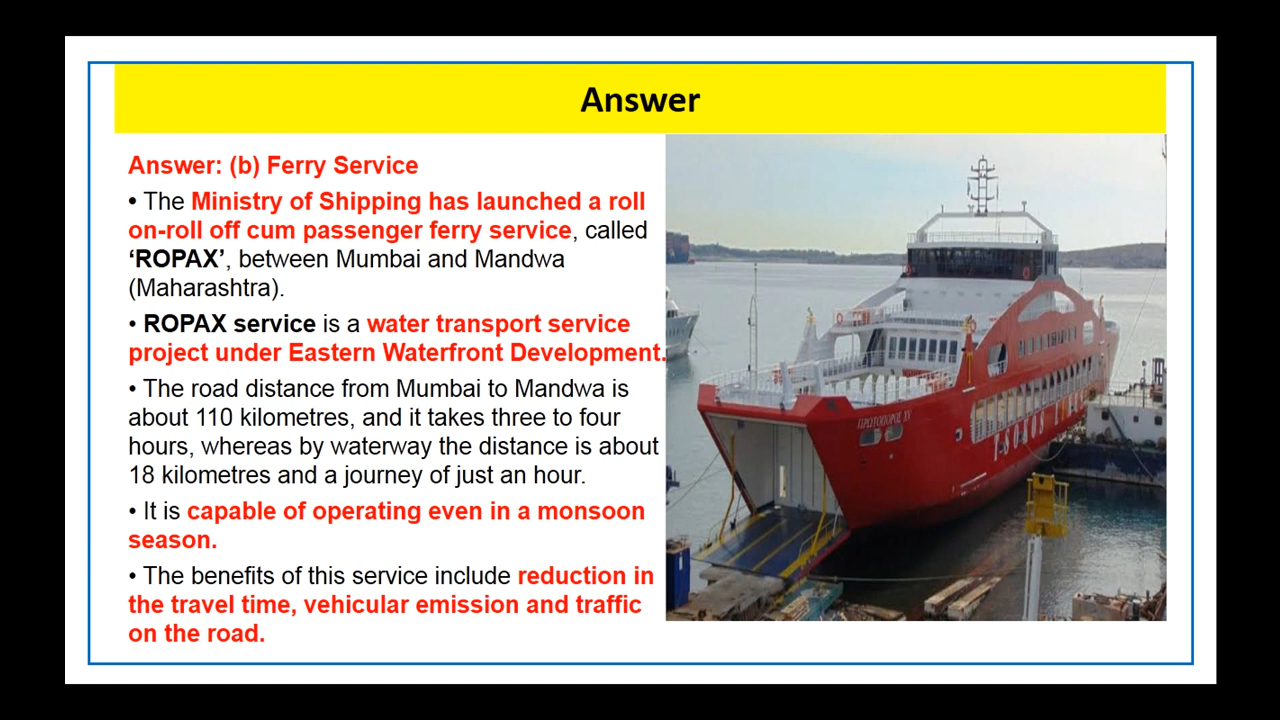 Answer
Answer: (b) Ferry Service
• The Ministry of Shipping has launched a roll
on-roll off cum passenger ferry service, called
‘ROPAX’, between Mumbai and Mandwa
(Maharashtra).
• ROPAX service is a water transport service
project under Eastern Waterfront Development.
• The road distance from Mumbai to Mandwa is
about 110 kilometres, and it takes three to four
hours, whereas by waterway the distance is about
18 kilometres and a journey of just an hour.
• It is capable of operating even in a monsoon
season.
• The benefits of this service include reduction in
the travel time, vehicular emission and traffic
on the road.
ΠΡΩΤΟΠΟΡΟΣ XV